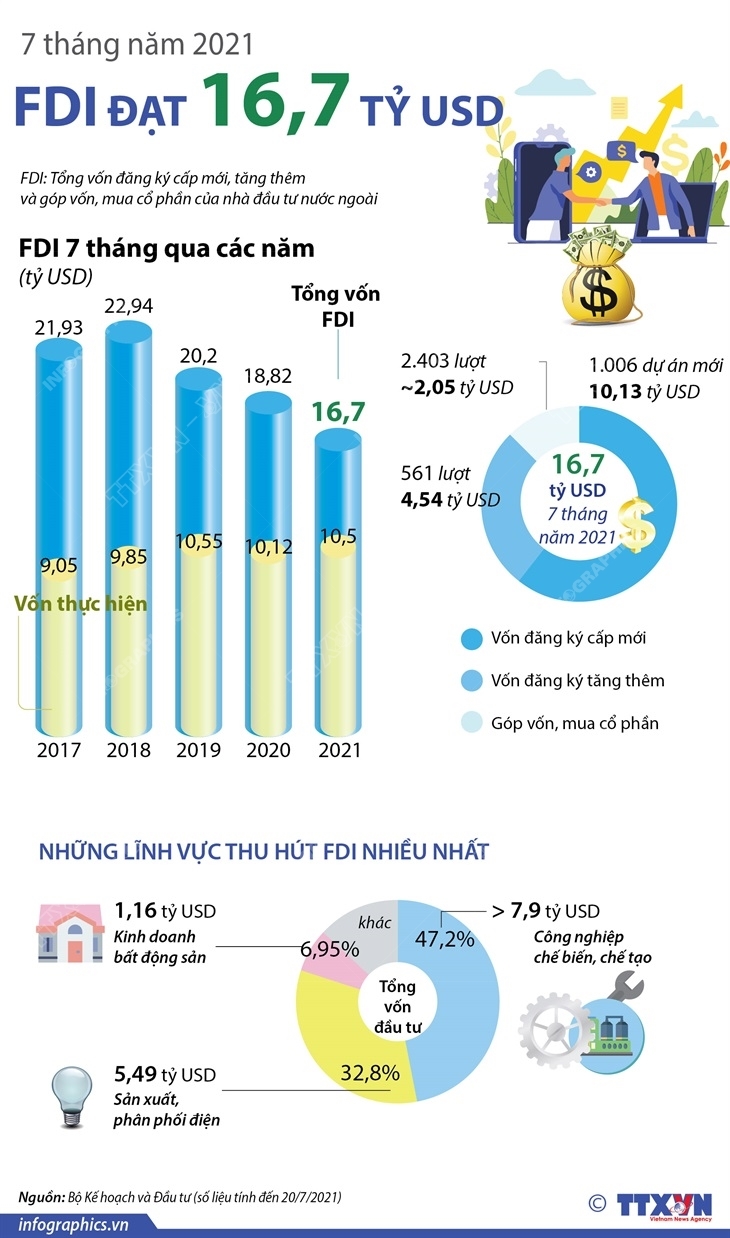 7 tháng năm 2021
FDI ĐẠT 16,7 TỶ USD
FDI: Tổng vốn đăng ký cấp mới, tăng thêm
và góp vốn, mua cổ phần của nhà đầu tư nước ngoài
FDI 7 tháng qua các năm
(tỷ USD)
Tổng vốn
FDI
21,93
22,94
20,2
18,82
16,7
9,05
9,85
10,55
10,12
10,5
Vốn thực hiện
2017
2018
2019
2020
2021
2.403 lượt
~2,05 tỷ USD
1.006 dự án mới
10,13 tỷ USD
561 lượt
4,54 tỷ USD
16,7
tỷ USD
7 tháng
năm 2021
$
$
$
$
Vốn đăng ký cấp mới
Vốn đăng ký tăng thêm
Góp vốn, mua cổ phần
NHỮNG LĨNH VỰC THU HÚT FDI NHIỀU NHẤT
1,16 tỷ USD
Kinh doanh
bất động sản
khác
6,95%
47,2%
> 7,9 tỷ USD
Công nghiệp
chế biến, chế tạo
Tổng
vốn
đầu tư
5,49 tỷ USD
Sản xuất,
phân phối điện
32,8%
Nguồn: Bộ Kế hoạch và Đầu tư (số liệu tính đến 20/7/2021)
© TTXVN
Vietnam News Agency
infographics.vn